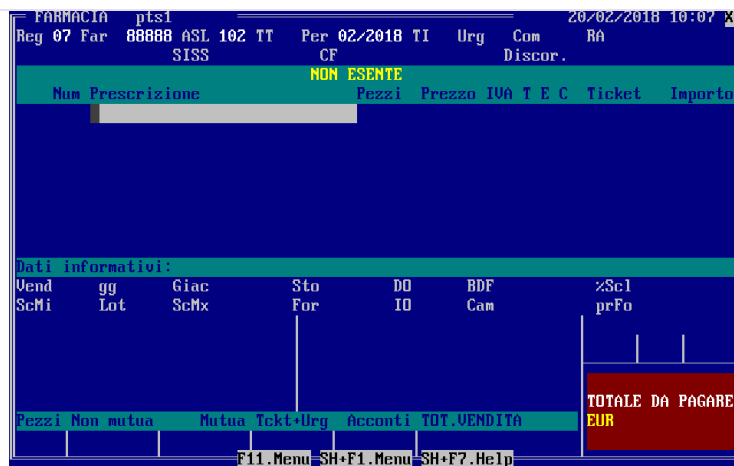 FARMACIA pts1 20/02/2018 10:07 X
Reg 07 Far 88888 ASL 102 TT Per 02/2018 TI Urg Com RA
SISS CF Discor.
NON ESENTE
Num Prescrizione Pezzi Prezzo IVA T E C Ticket Importo
Dati informativi:
Vend gg Giac Sto DO BDF %Scl
ScMi Lot ScMx For IO Cam prFo
TOTALE DA PAGARE
Pezzi Non mutua Mutua Tckt+Urg Acconti TOT.VENDITA EUR
F11.Menu SH+F1.Menu SH+F7.Help